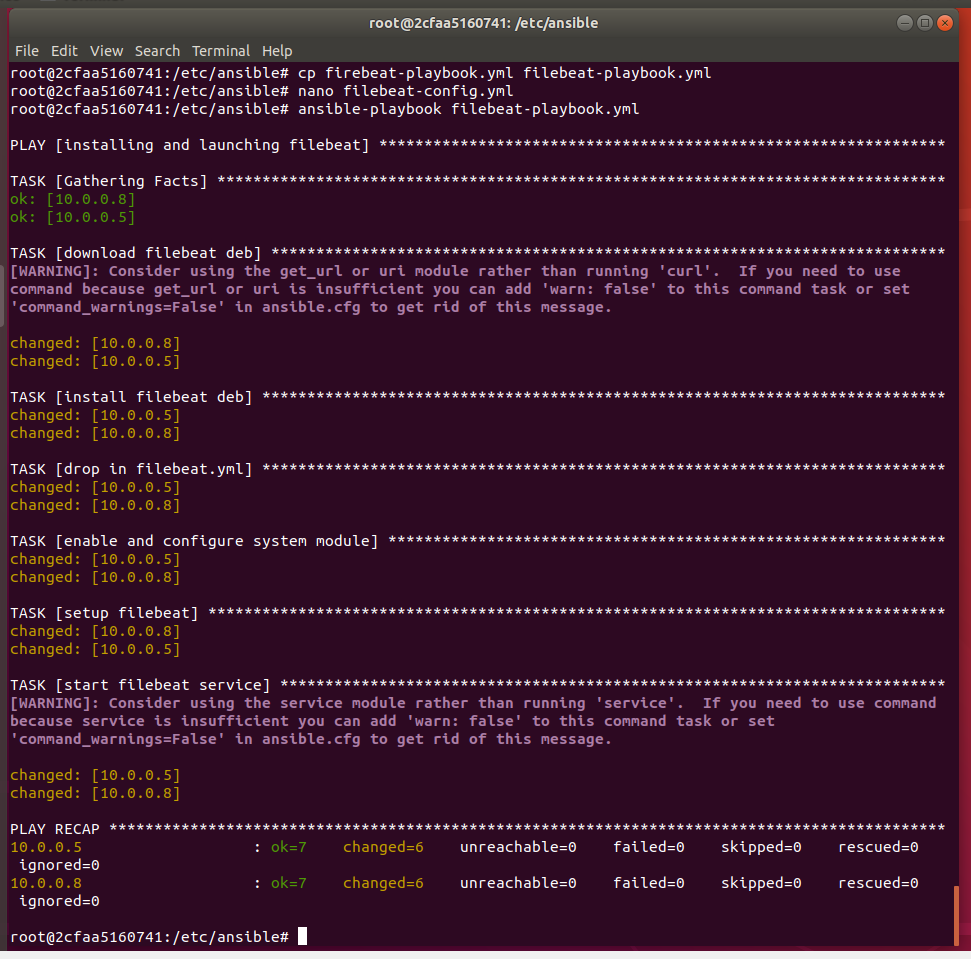 root@2cfaa5160741: /etc/ansible
File Edit View Search Terminal Help
root@2cfaa5160741:/etc/ansible# cp firebeat-playbook.yml filebeat-playbook.yml
root@2cfaa5160741:/etc/ansible# nano filebeat-config.yml
root@2cfaa5160741:/etc/ansible# ansible-playbook filebeat-playbook.yml
PLAY [installing and launching filebeat] ***************************************************************
TASK [Gathering Facts] *********************************************************************************
ok: [10.0.0.8]
ok: [10.0.0.5]
TASK [download filebeat deb] ***************************************************************************
[WARNING]: Consider using the get_url or uri module rather than running 'curl'.  If you need to use
command because get_url or uri is insufficient you can add 'warn: false' to this command task or set
'command_warnings=False' in ansible.cfg to get rid of this message.
changed: [10.0.0.8]
changed: [10.0.0.5]
TASK [install filebeat deb] ****************************************************************************
changed: [10.0.0.5]
changed: [10.0.0.8]
TASK [drop in filebeat.yml] ****************************************************************************
changed: [10.0.0.5]
changed: [10.0.0.8]
TASK [enable and configure system module] **************************************************************
changed: [10.0.0.5]
changed: [10.0.0.8]
TASK [setup filebeat] **********************************************************************************
changed: [10.0.0.8]
changed: [10.0.0.5]
TASK [start filebeat service] **************************************************************************
[WARNING]: Consider using the service module rather than running 'service'.  If you need to use command
because service is insufficient you can add 'warn: false' to this command task or set
'command_warnings=False' in ansible.cfg to get rid of this message.
changed: [10.0.0.5]
changed: [10.0.0.8]
PLAY RECAP *********************************************************************************************
10.0.0.5                   : ok=7    changed=6    unreachable=0    failed=0    skipped=0    rescued=0
 ignored=0
10.0.0.8                   : ok=7    changed=6    unreachable=0    failed=0    skipped=0    rescued=0
 ignored=0
root@2cfaa5160741:/etc/ansible#